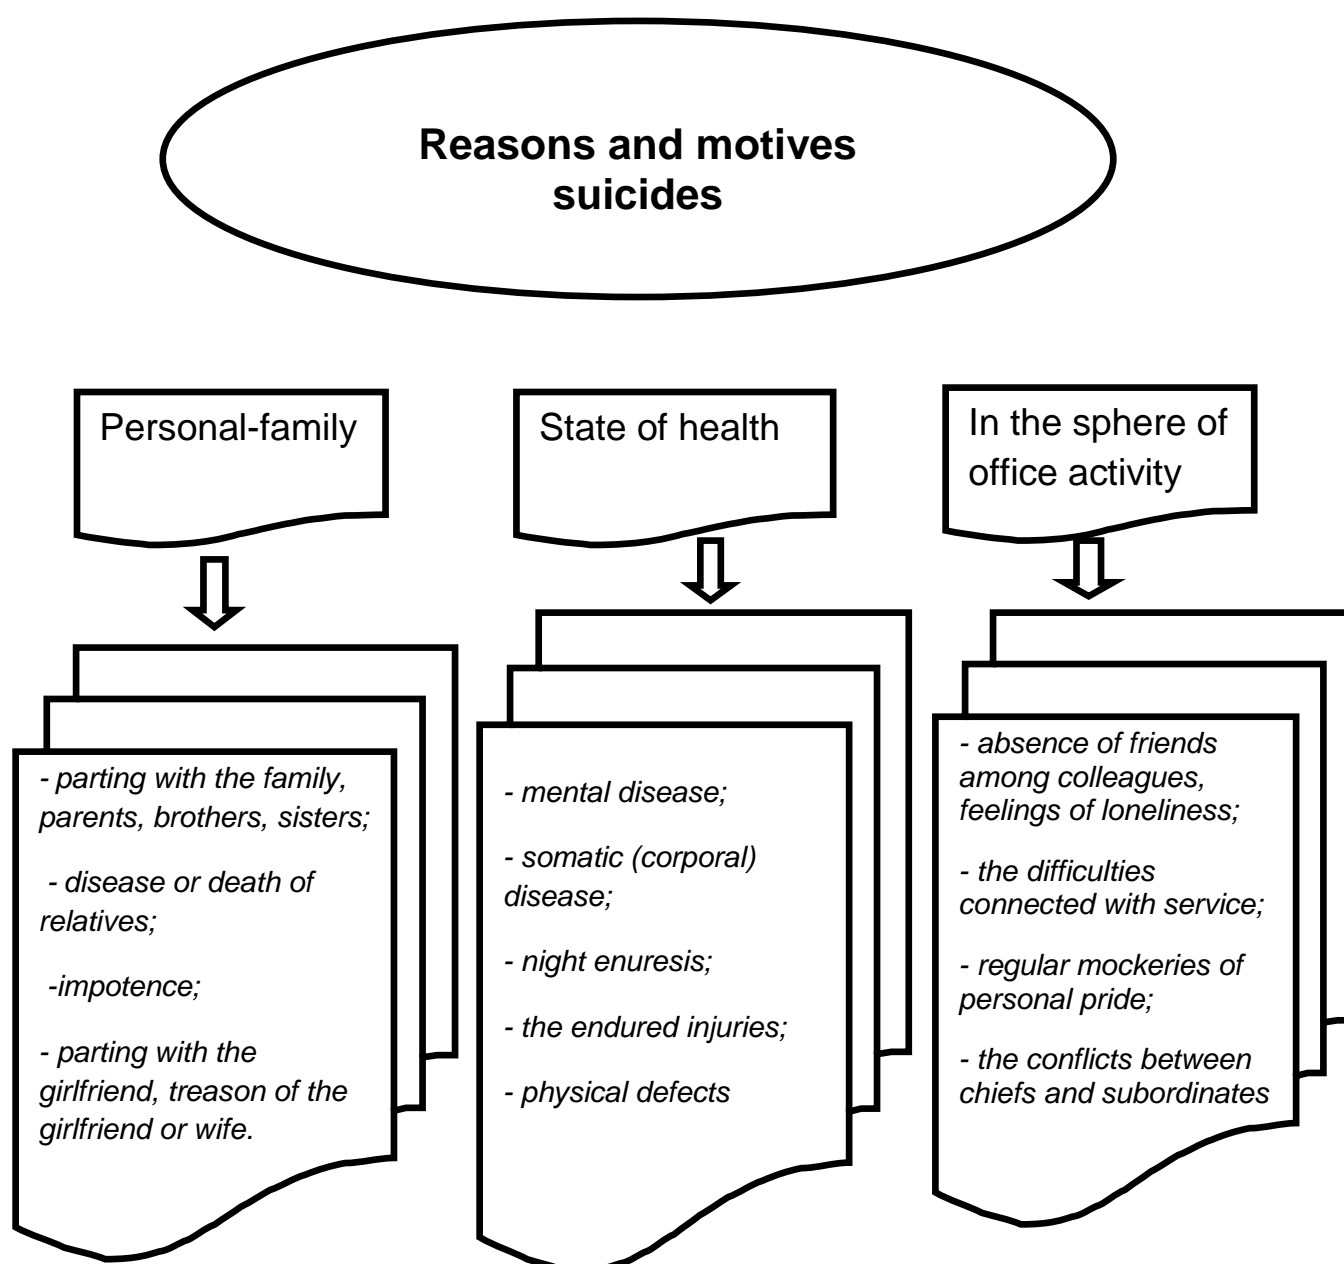 Reasons and motives
suicides
Personal-family
- parting with the family,
parents, brothers, sisters;
- disease or death of
relatives;
-impotence;
- parting with the
girlfriend, treason of the
girlfriend or wife.
State of health
- mental disease;
- somatic (corporal)
disease;
- night enuresis;
- the endured injuries;
- physical defects
In the sphere of
office activity
- absence of friends
among colleagues,
feelings of loneliness;
- the difficulties
connected with service;
- regular mockeries of
personal pride;
- the conflicts between
chiefs and subordinates